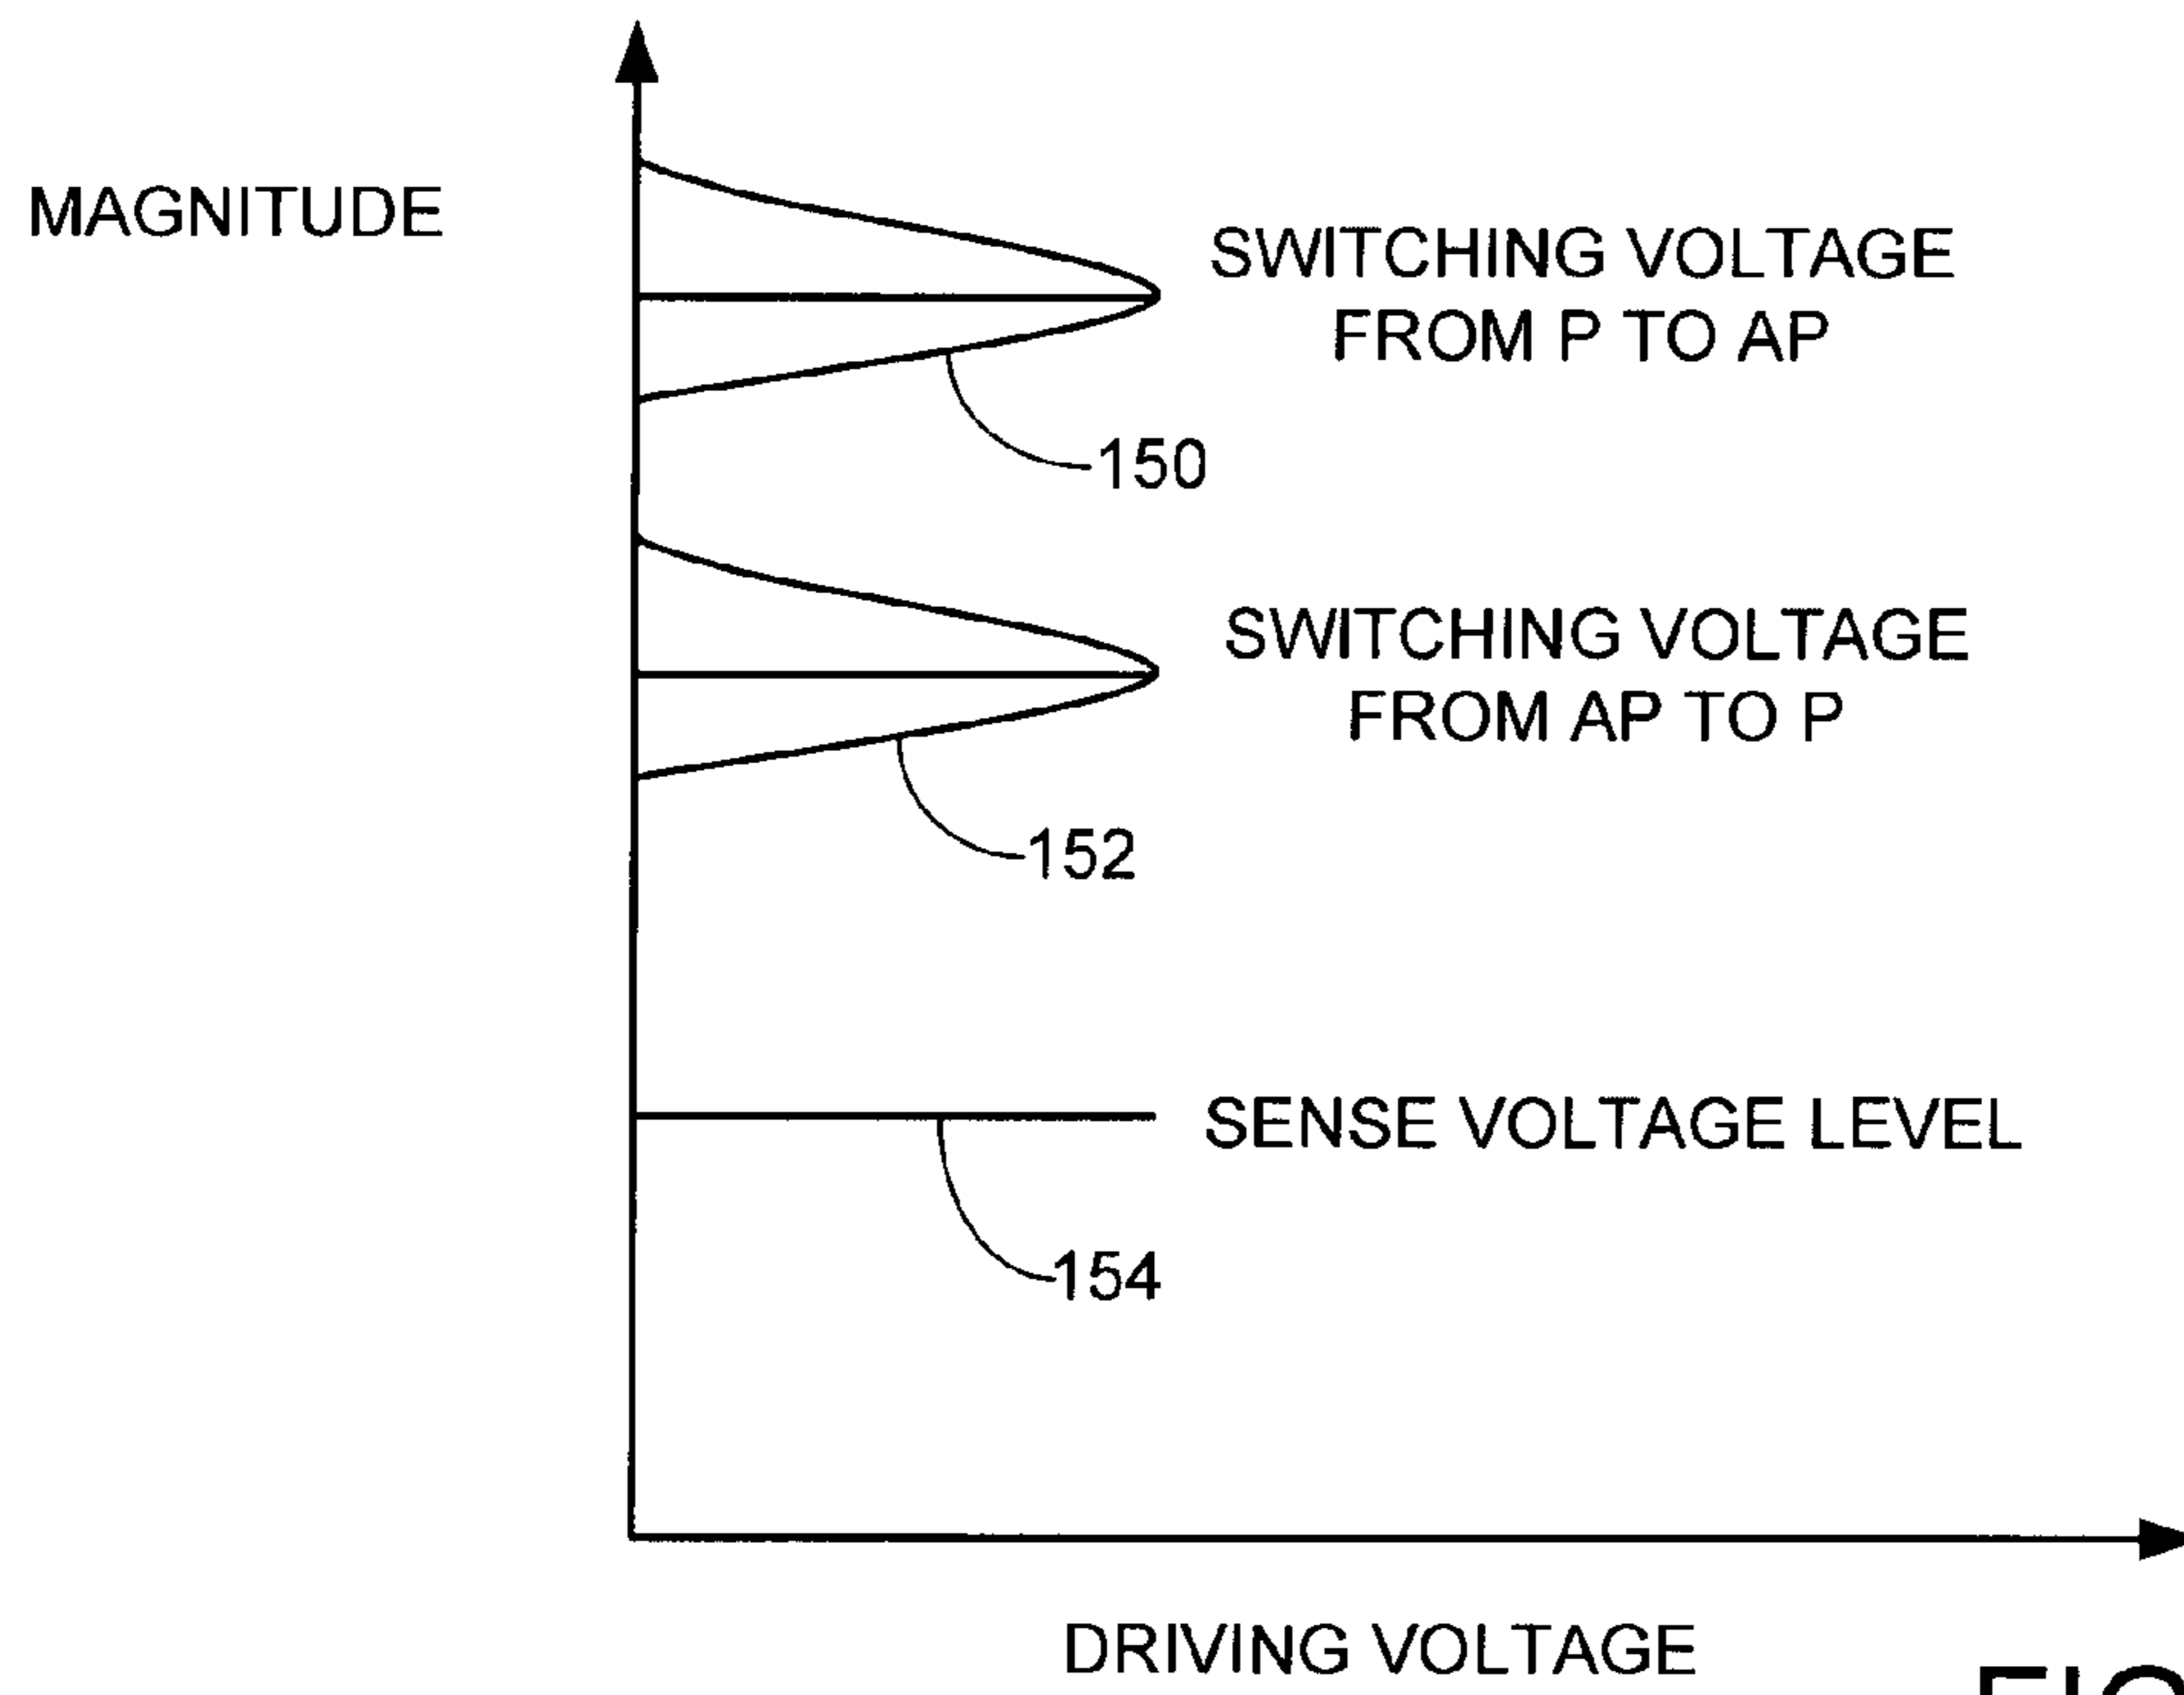 MAGNITUDE
SWITCHING VOLTAGE
FROM P TO AP
150
SWITCHING VOLTAGE
FROM AP TO P
152
SENSE VOLTAGE LEVEL
154
DRIVING VOLTAGE